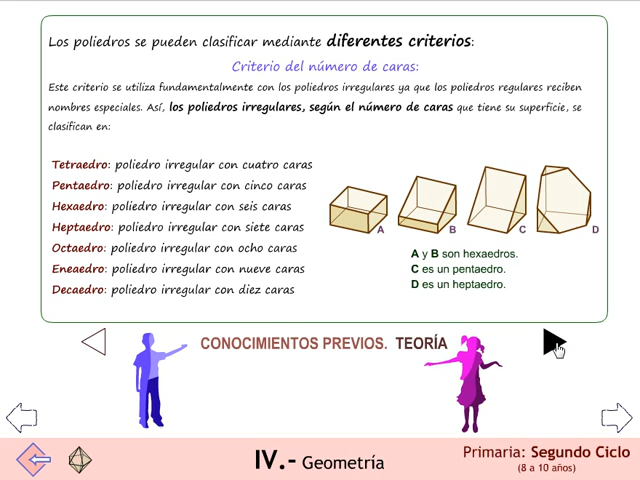 Los poliedros se pueden clasificar mediante diferentes criterios:
Criterio del número de caras:
Este criterio se utiliza fundamentalmente con los poliedros irregulares ya que los poliedros regulares reciben
nombres especiales. Así, los poliedros irregulares, según el número de caras que tiene su superficie, se
clasifican en:
Tetraedro: poliedro irregular con cuatro caras
Pentaedro: poliedro irregular con cinco caras
Hexaedro: poliedro irregular con seis caras
Heptaedro: poliedro irregular con siete caras
Octaedro: poliedro irregular con ocho caras
Eneaedro: poliedro irregular con nueve caras
Decaedro: poliedro irregular con diez caras
A B C D
A y B son hexaedros.
C es un pentaedro.
D es un heptaedro.
CONOCIMIENTOS PREVIOS. TEORÍA
IV.- Geometría
Primaria: Segundo Ciclo
(8 a 10 años)